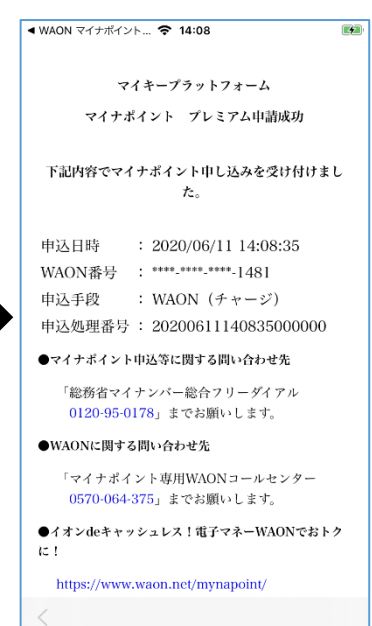 ◀ WAON マイナポイント... 14:08
マイキープラットフォーム
マイナポイント　プレミアム申請成功
下記内容でマイナポイント申し込みを受け付けまし
た。
申込日時　： 2020/06/11 14:08:35
WAON番号　： ****-****-****-1481
申込手段　： WAON（チャージ）
申込処理番号 ： 20200611140835000000
●マイナポイント申込等に関する問い合わせ先
「総務省マイナンバー総合フリーダイアル
0120-95-0178」までお願いします。
●WAONに関する問い合わせ先
「マイナポイント専用WAONコールセンター
0570-064-375」までお願いします。
●イオンdeキャッシュレス！電子マネーWAONでおトク
に！
https://www.waon.net/mynapoint/